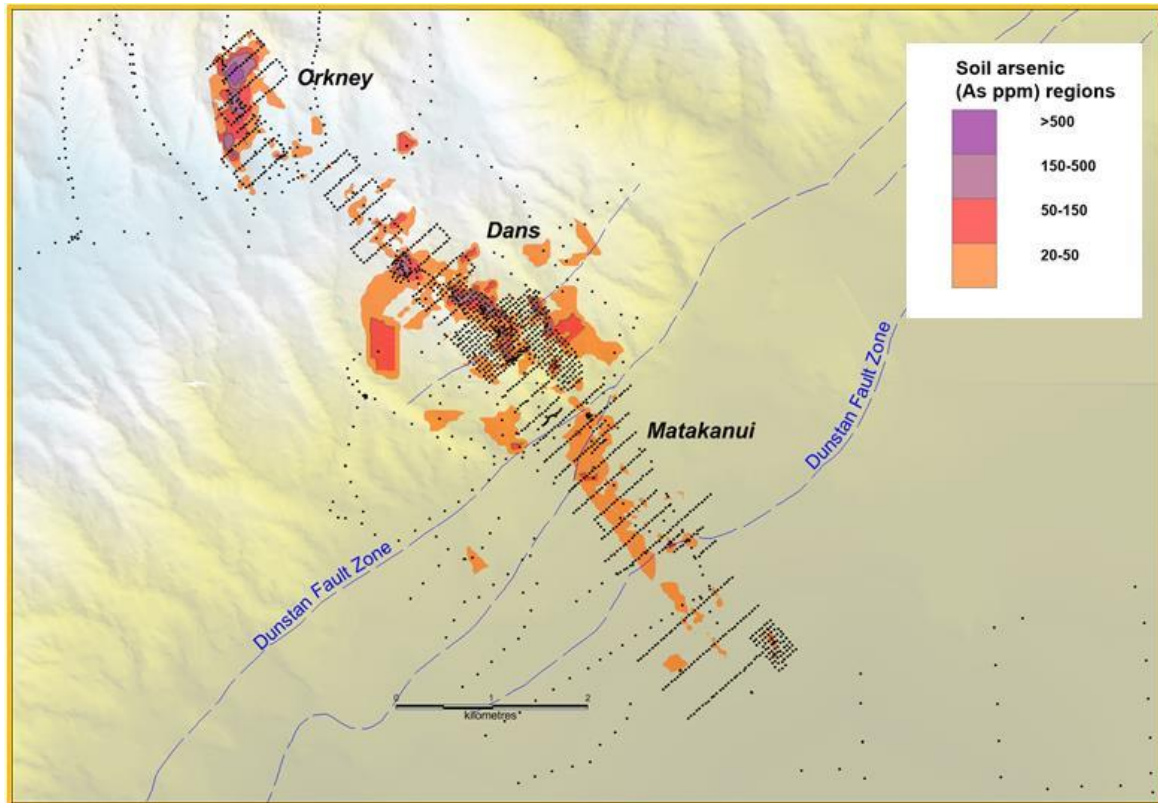 Orkney
Soil arsenic
(As ppm) regions
>500
150-500
50-150
20-50
Dans
Dunstan Fault Zone
Matakanui
Dunstan Fault Zone
0 1 2
kilometres